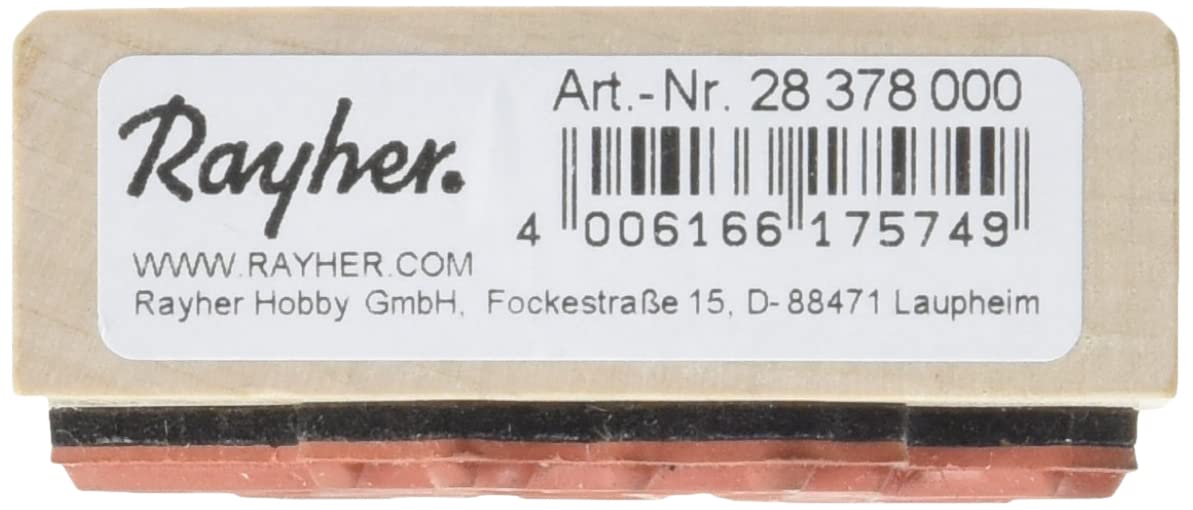 Rayher.
Art.-Nr. 28 378 000
4 006166 175749
WWW.RAYHER.COM
Rayher Hobby GmbH, Fockestraße 15, D-88471 Laupheim